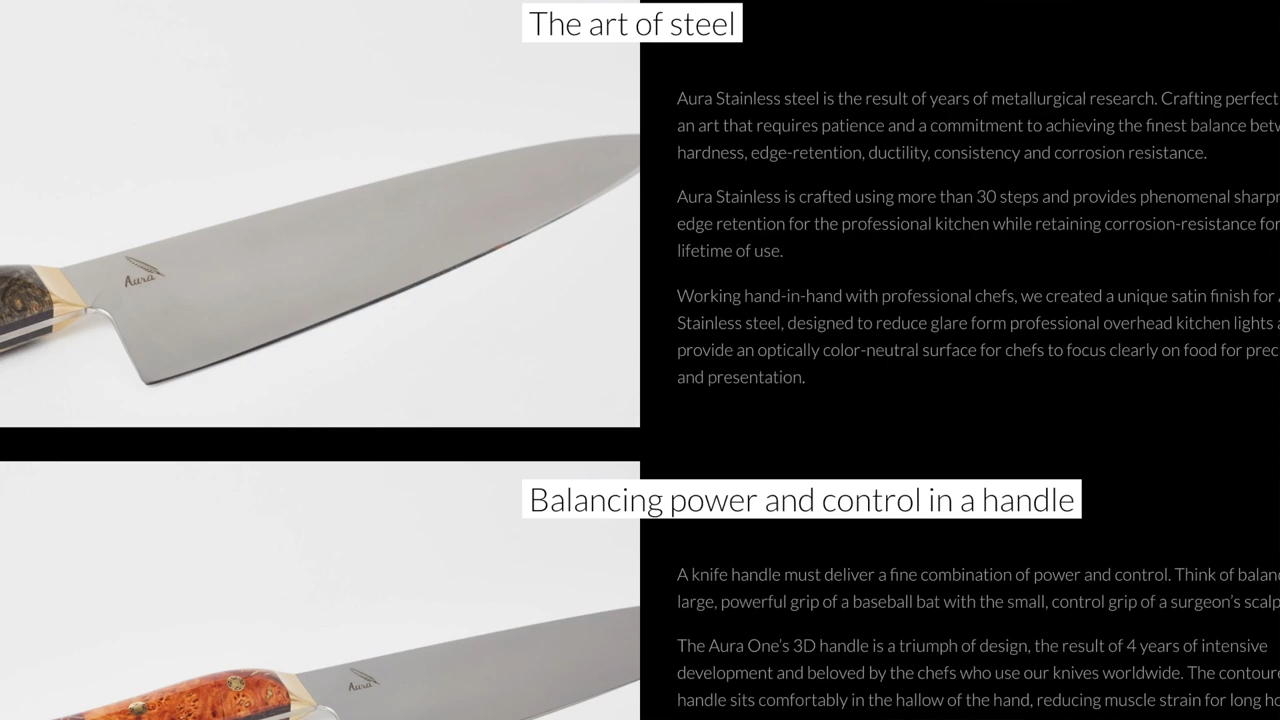 The art of steel
Aura Stainless steel is the result of years of metallurgical research. Crafting perfect
an art that requires patience and a commitment to achieving the finest balance
hardness, edge-retention, ductility, consistency and corrosion resistance.
Aura Stainless is crafted using more than 30 steps and provides phenomenal
edge retention for the professional kitchen while retaining corrosion-resistance for
lifetime of use.
Aura
Working hand-in-hand with professional chefs, we created a unique satin finish for
Stainless steel, designed to reduce glare form professional overhead kitchen lights
provide an optically color-neutral surface for chefs to focus clearly on food for
and presentation.
Balancing power and control in a handle
A knife handle must deliver a fine combination of power and control. Think of
large, powerful grip of a baseball bat with the small, control grip of a surgeon's
The Aura One's 3D handle is a triumph of design, the result of 4 years of intensive
development and beloved by the chefs who use our knives worldwide. The
handle sits comfortably in the hallow of the hand, reducing muscle strain for long
Aura